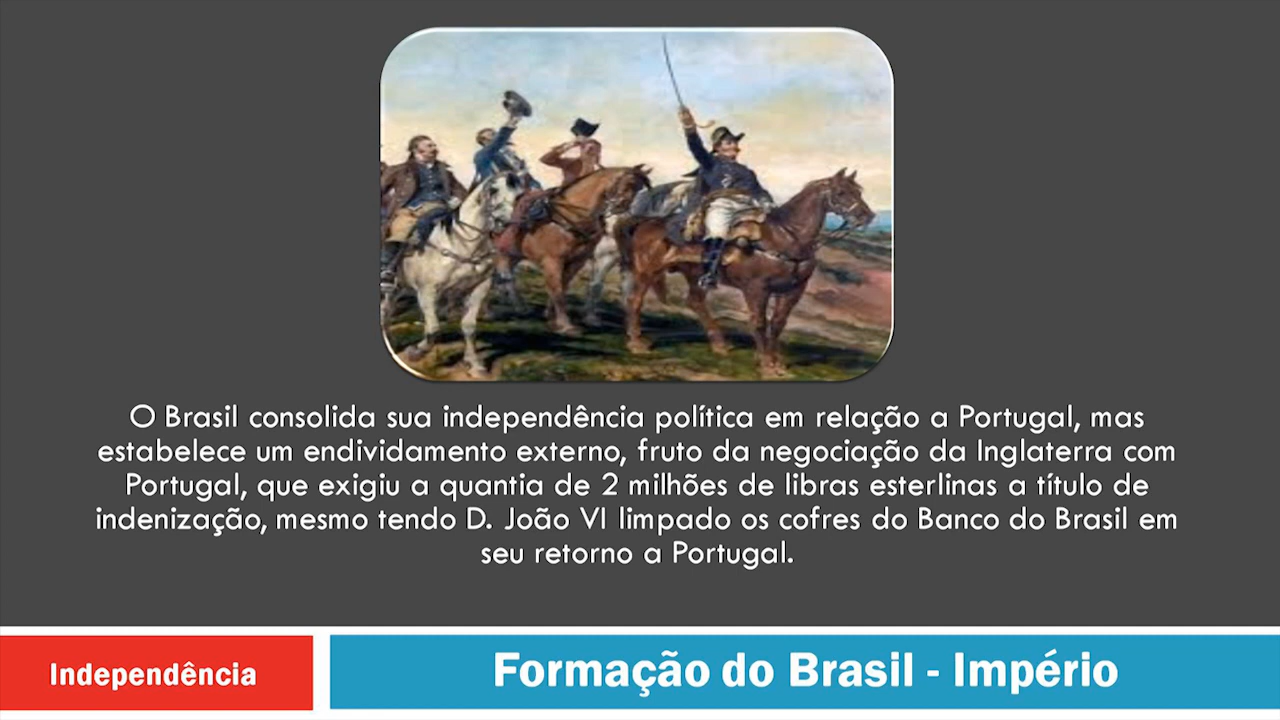 O Brasil consolida sua independência política em relação a Portugal, mas
estabelece um endividamento externo, fruto da negociação da Inglaterra com
Portugal, que exigiu a quantia de 2 milhões de libras esterlinas a título de
indenização, mesmo tendo D. João VI limpado os cofres do Banco do Brasil em
seu retorno a Portugal.
Independência
Formação do Brasil - Império